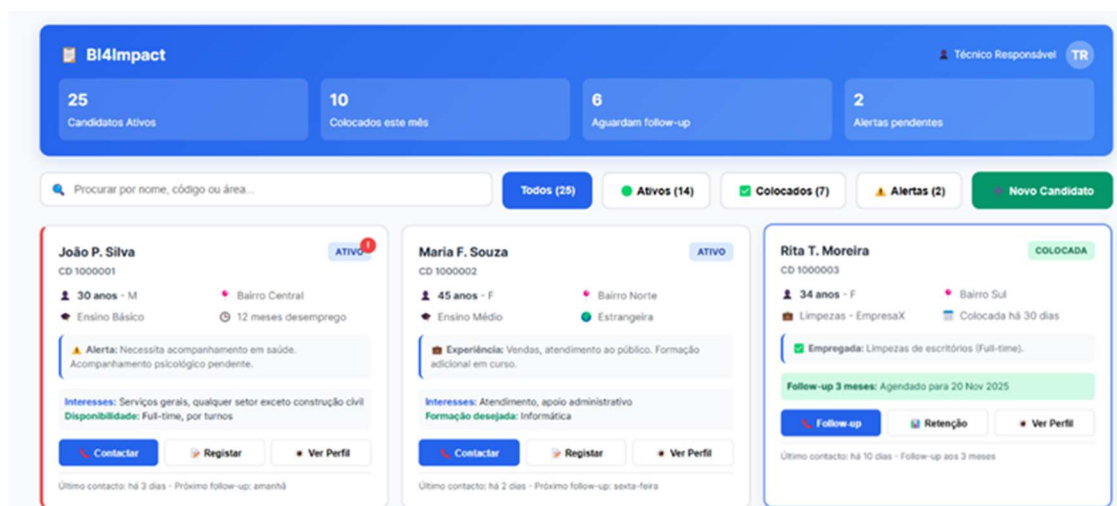 BI4Impact
Técnico Responsável TR
25
Candidatos Ativos
10
Colocados este mês
6
Aguardam follow-up
2
Alertas pendentes
Procurar por nome, código ou área...
Todos (25)
Ativos (14)
Colocados (7)
Alertas (2)
Novo Candidato
João P. Silva
ATIVO
!
CD 1000001
30 anos - M
Bairro Central
Ensino Básico
12 meses desemprego
Alerta: Necessita acompanhamento em saúde.
Acompanhamento psicológico pendente.
Interesses: Serviços gerais, qualquer setor exceto construção civil
Disponibilidade: Full-time, por turnos
Contactar
Registar
Ver Perfil
Último contacto: há 3 dias - Próximo follow-up: amanhã
Maria F. Souza
ATIVO
CD 1000002
45 anos - F
Bairro Norte
Ensino Médio
Estrangeira
Experiência: Vendas, atendimento ao público. Formação
adicional em curso.
Interesses: Atendimento, apoio administrativo
Formação desejada: Informática
Contactar
Registar
Ver Perfil
Último contacto: há 2 dias - Próximo follow-up: sexta-feira
Rita T. Moreira
COLOCADA
CD 1000003
34 anos - F
Bairro Sul
Limpezas - EmpresaX
Colocada há 30 dias
Empregada: Limpezas de escritórios (Full-time).
Follow-up 3 meses: Agendado para 20 Nov 2025
Follow-up
Retenção
Ver Perfil
Último contacto: há 10 dias - Follow-up aos 3 meses